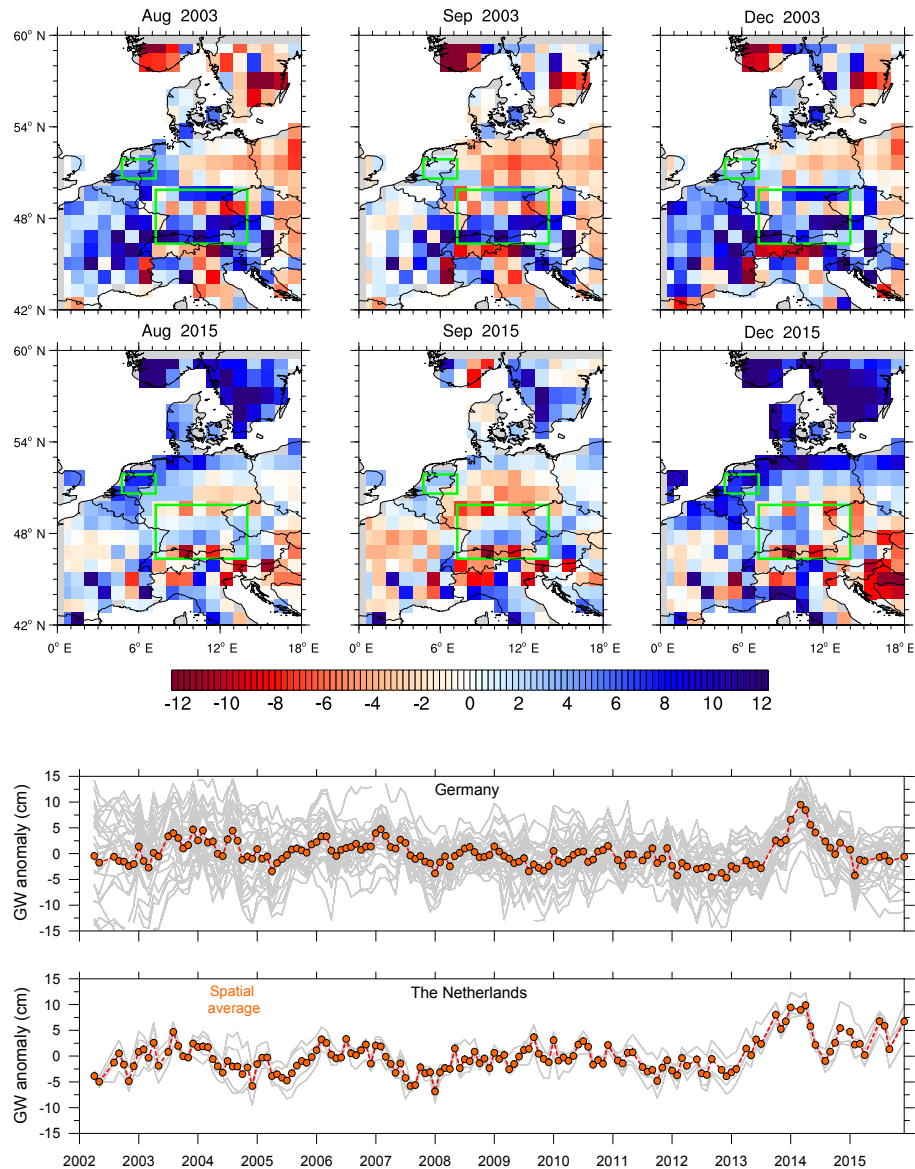 Aug 2003 Sep 2003 Dec 2003
60° N
54° N
48° N
42° N
Aug 2015 Sep 2015 Dec 2015
60° N
54° N
48° N
42° N
0° 6° E 12° E 18° E 0° 6° E 12° E 18° E 0° 6° E 12° E 18° E
-12 -10 -8 -6 -4 -2 0 2 4 6 8 10 12
GW anomaly (cm)
15
10
5
0
-5
-10
-15
Germany
GW anomaly (cm)
15
10
5
0
-5
-10
-15
Spatial
average
The Netherlands
2002 2003 2004 2005 2006 2007 2008 2009 2010 2011 2012 2013 2014 2015